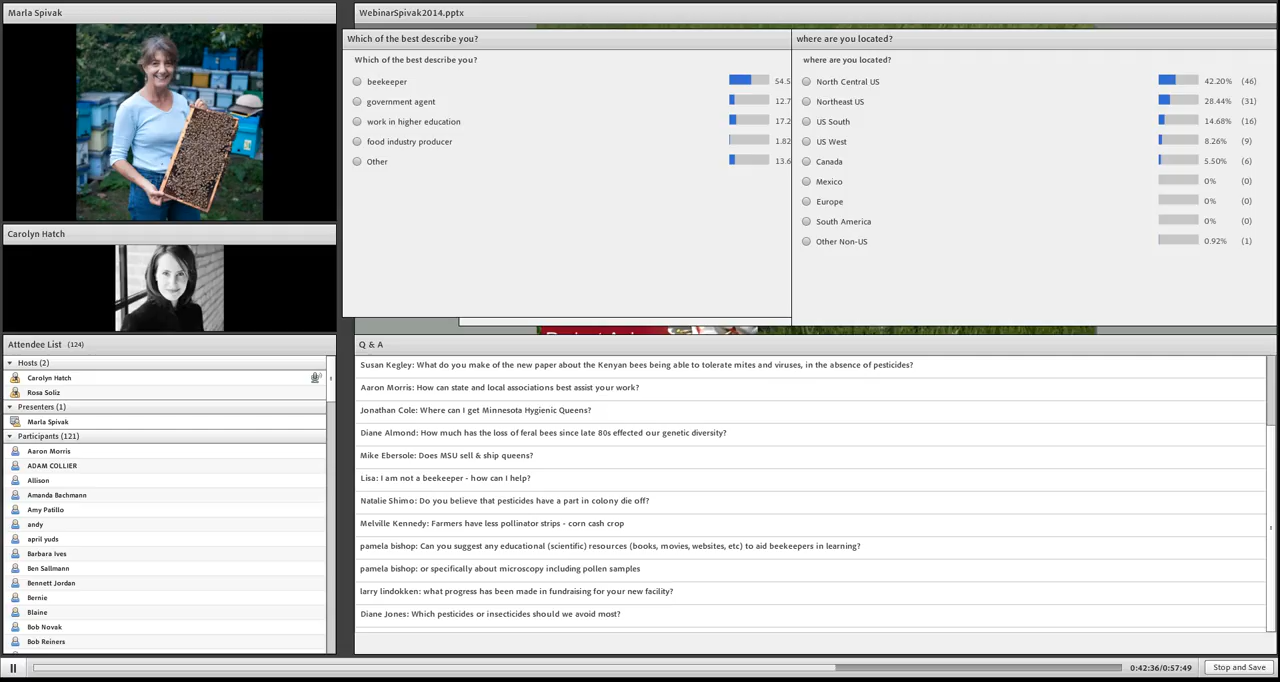 Marla Spivak
WebinarSpivak2014.pptx
Which of the best describe you?
where are you located?
Which of the best describe you?
beekeeper 54.5
government agent 12.7
work in higher education 17.2
food industry producer 1.82
Other 13.6
where are you located?
North Central US 42.20% (46)
Northeast US 28.44% (31)
US South 14.68% (16)
US West 8.26% (9)
Canada 5.50% (6)
Mexico 0% (0)
Europe 0% (0)
South America 0% (0)
Other Non-US 0.92% (1)
Carolyn Hatch
Attendee List (124)
Hosts (2)
Carolyn Hatch
Rosa Soliz
Presenters (1)
Marla Spivak
Participants (121)
Aaron Morris
ADAM COLLIER
Allison
Amanda Bachmann
Amy Patillo
andy
april yuds
Barbara Ives
Ben Sallmann
Bennett Jordan
Bernie
Blaine
Bob Novak
Bob Reiners
Q & A
Susan Kegley: What do you make of the new paper about the Kenyan bees being able to tolerate mites and viruses, in the absence of pesticides?
Aaron Morris: How can state and local associations best assist your work?
Jonathan Cole: Where can I get Minnesota Hygienic Queens?
Diane Almond: How much has the loss of feral bees since late 80s effected our genetic diversity?
Mike Ebersole: Does MSU sell & ship queens?
Lisa: I am not a beekeeper - how can I help?
Natalie Shimo: Do you believe that pesticides have a part in colony die off?
Melville Kennedy: Farmers have less pollinator strips - corn cash crop
pamela bishop: Can you suggest any educational (scientific) resources (books, movies, websites, etc) to aid beekeepers in learning?
pamela bishop: or specifically about microscopy including pollen samples
larry lindokken: what progress has been made in fundraising for your new facility?
Diane Jones: Which pesticides or insecticides should we avoid most?
0:42:36/0:57:49
Stop and Save